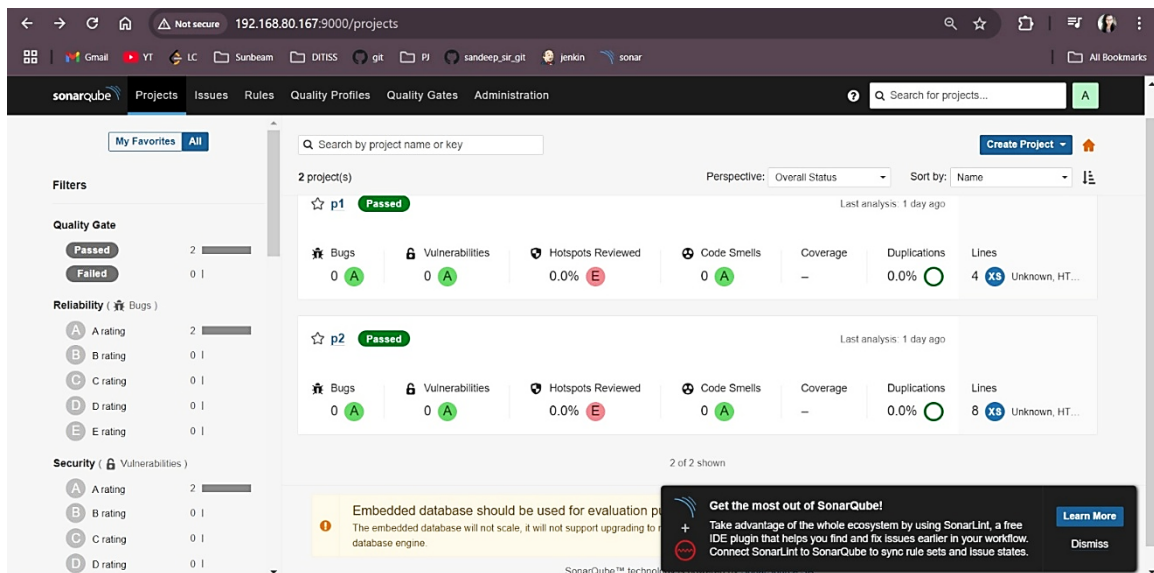 Not secure 192.168.80.167:9000/projects
Gmail YT LC Sunbeam DITISS git PJ sandeep_sir_git jenkin sonar All Bookmarks
sonarqube Projects Issues Rules Quality Profiles Quality Gates Administration ? Search for projects... A
My Favorites All
Search by project name or key Create Project
2 project(s) Perspective: Overall Status Sort by: Name
Filters
Quality Gate
Passed 2
Failed 0
Reliability ( Bugs )
A A rating 2
B B rating 0
C C rating 0
D D rating 0
E E rating 0
Security ( Vulnerabilities )
A A rating 2
B B rating 0
C C rating 0
D D rating 0
p1 Passed Last analysis: 1 day ago
Bugs Vulnerabilities Hotspots Reviewed Code Smells Coverage Duplications Lines
0 A 0 A 0.0% E 0 A – 0.0% 4 XS Unknown, HT...
p2 Passed Last analysis: 1 day ago
Bugs Vulnerabilities Hotspots Reviewed Code Smells Coverage Duplications Lines
0 A 0 A 0.0% E 0 A – 0.0% 8 XS Unknown, HT...
2 of 2 shown
Embedded database should be used for evaluation
The embedded database will not scale, it will not support upgrading to
database engine.
SonarQube™
Get the most out of SonarQube!
Take advantage of the whole ecosystem by using SonarLint, a free
IDE plugin that helps you find and fix issues earlier in your workflow.
Connect SonarLint to SonarQube to sync rule sets and issue states.
Learn More
Dismiss